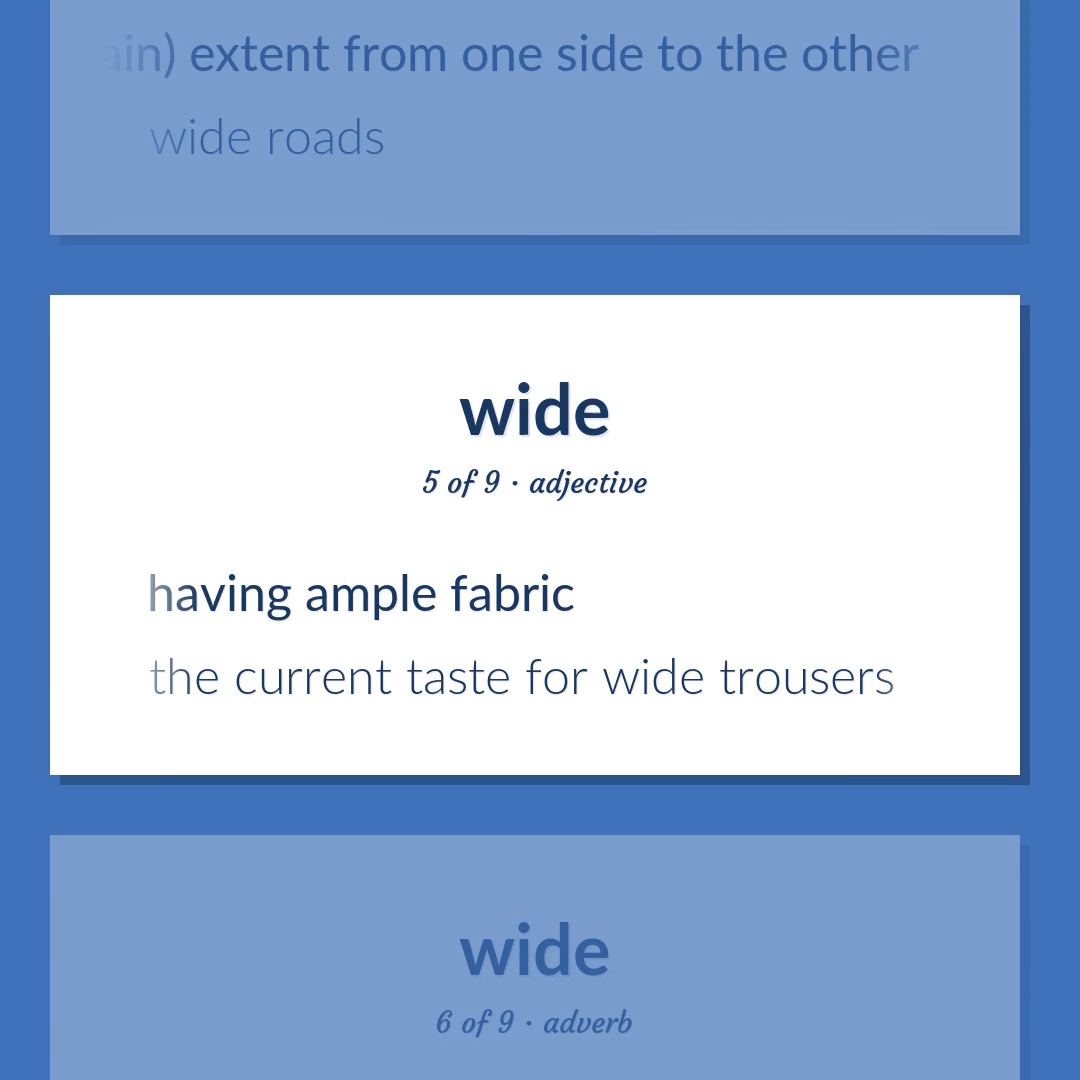 extent from one side to the other
wide roads
wide
5 of 9 · adjective
having ample fabric
the current taste for wide trousers
wide
6 of 9 · adverb